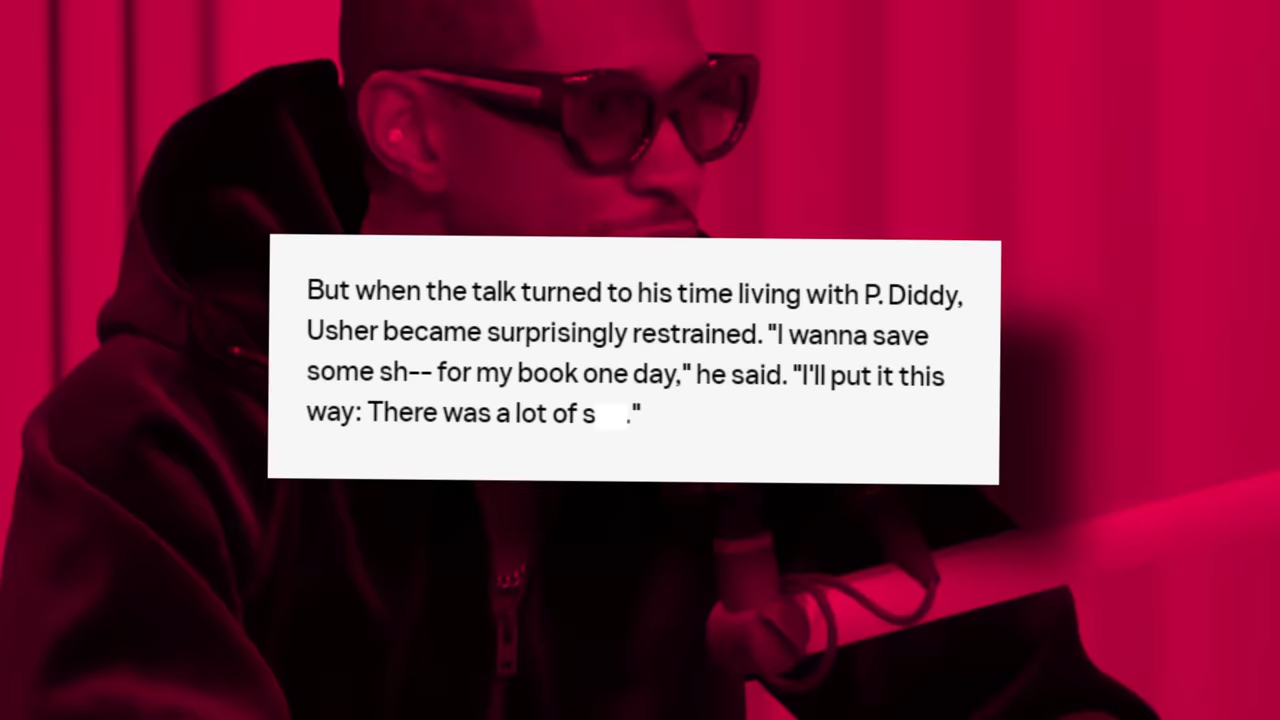 But when the talk turned to his time living with P. Diddy,
Usher became surprisingly restrained. "I wanna save
some sh-- for my book one day," he said. "I'll put it this
way: There was a lot of